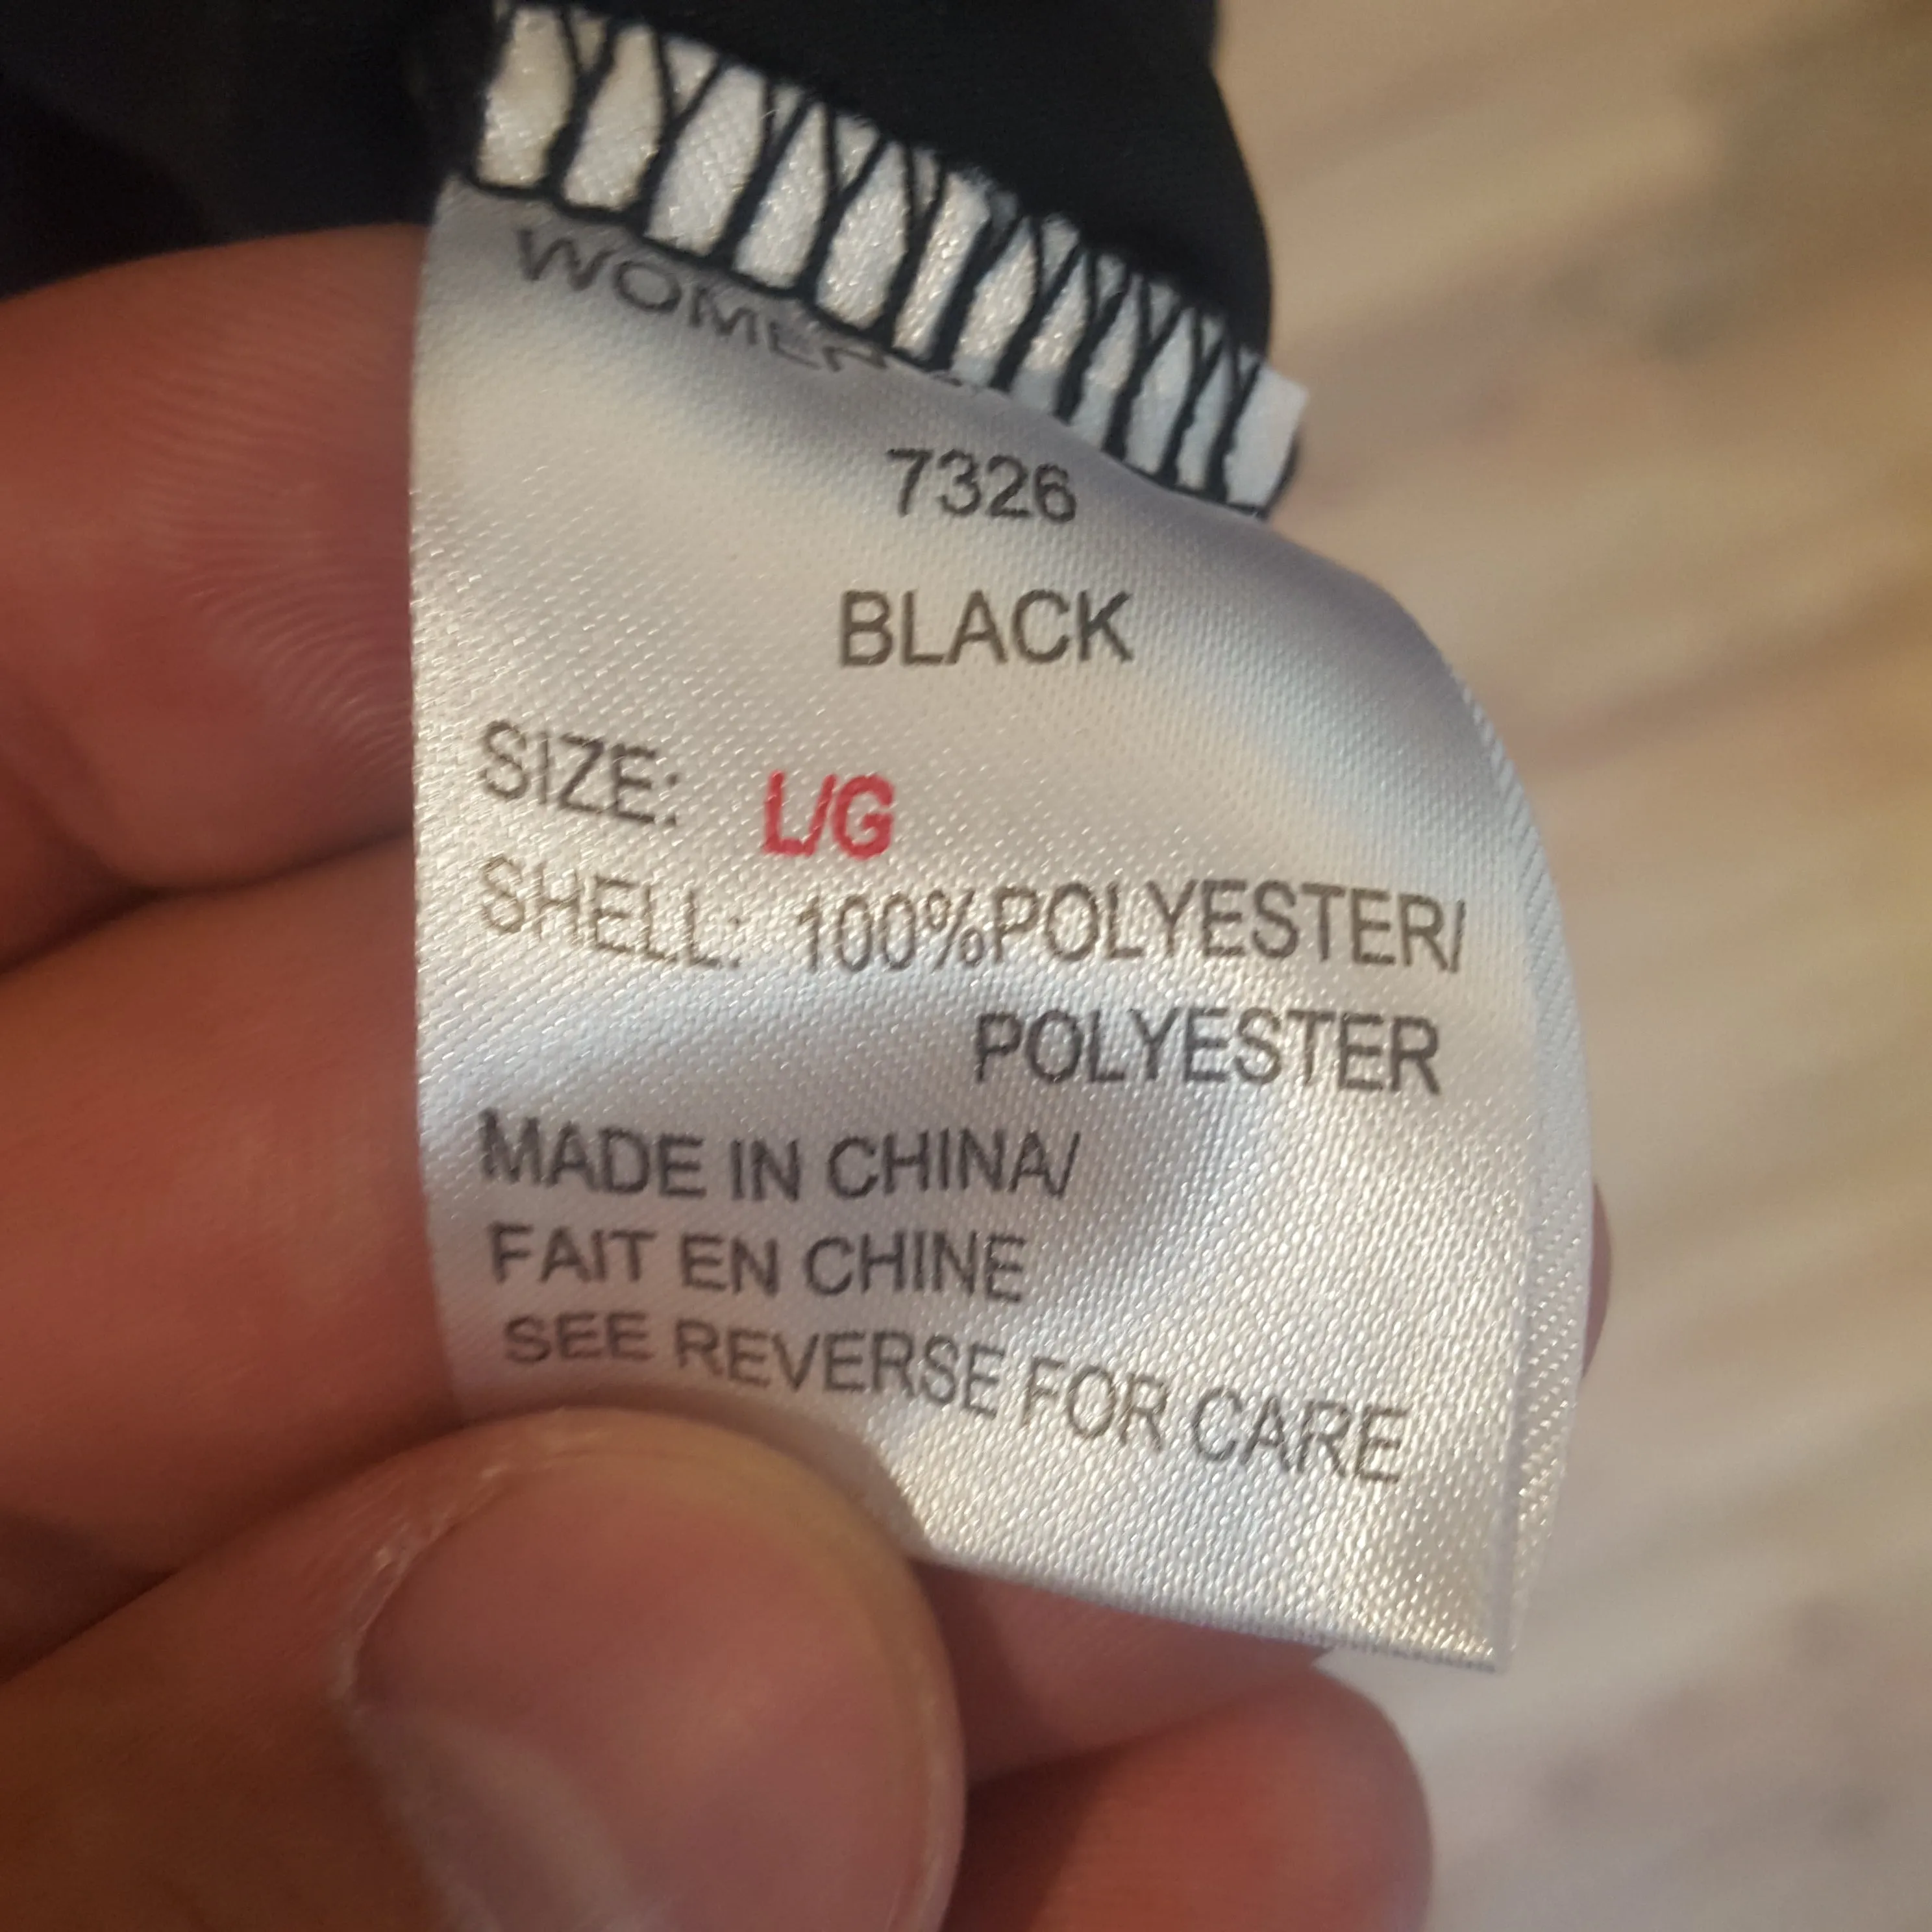 7326
BLACK
SIZE: L/G
SHELL: 100%POLYESTER/
POLYESTER
MADE IN CHINA/
FAIT EN CHINE
SEE REVERSE FOR CARE